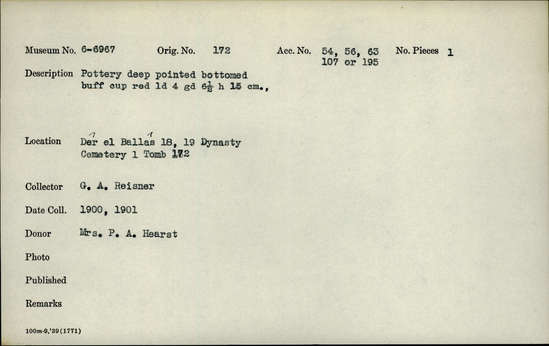 Museum No. 6-6967 Orig. No. 172 Acc. No. 54, 56, 63 No. Pieces 1
107 or 195
Description Pottery deep pointed bottomed
buff cup red ld 4 gd 6½ h 15 cm.,
Location Der el Ballas 18, 19 Dynasty
Cemetery 1 Tomb 172
Collector G. A. Reisner
Date Coll. 1900, 1901
Donor Mrs. P. A. Hearst
Photo
Published
Remarks
100m-9,'39(1771)